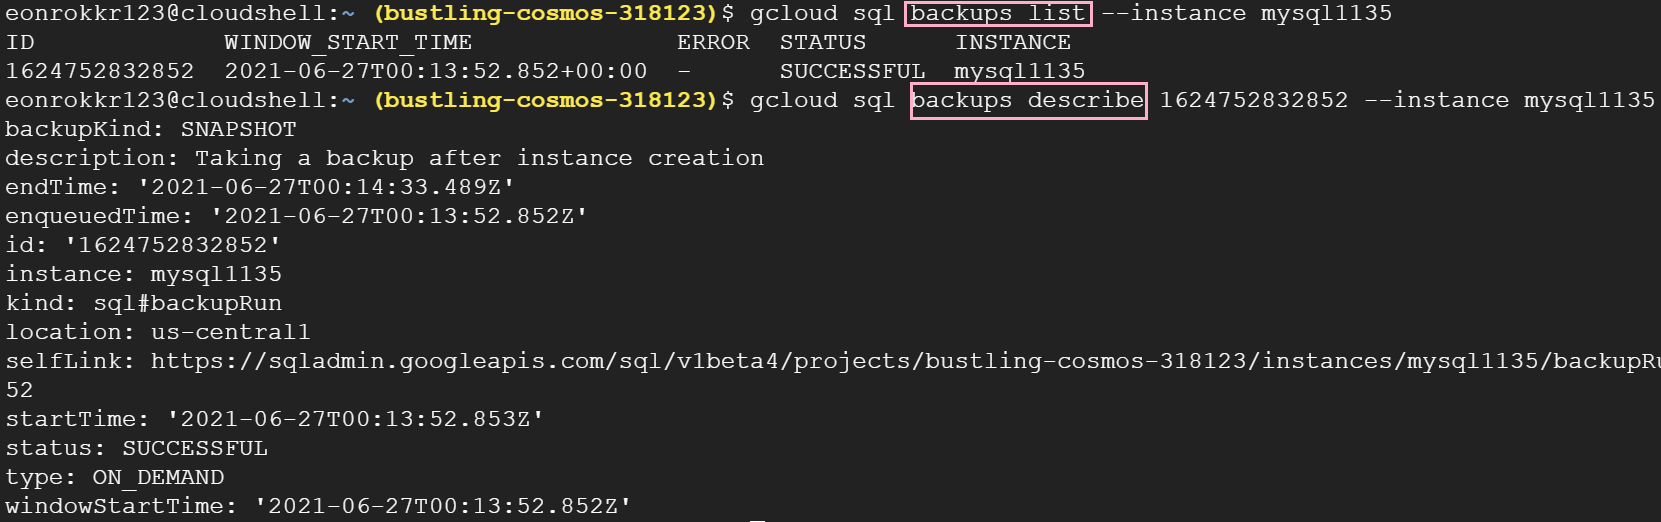 eonrokkr123@cloudshell:~ (bustling-cosmos-318123)$ gcloud sql backups list --instance mysql1135
ID WINDOW_START_TIME ERROR STATUS INSTANCE
1624752832852 2021-06-27T00:13:52.852+00:00 - SUCCESSFUL mysql1135
eonrokkr123@cloudshell:~ (bustling-cosmos-318123)$ gcloud sql backups describe 1624752832852 --instance mysql1135
backupKind: SNAPSHOT
description: Taking a backup after instance creation
endTime: '2021-06-27T00:14:33.489Z'
enqueuedTime: '2021-06-27T00:13:52.852Z'
id: '1624752832852'
instance: mysql1135
kind: sql#backupRun
location: us-central1
selfLink: https://sqladmin.googleapis.com/sql/v1beta4/projects/bustling-cosmos-318123/instances/mysql1135/backupRu
52
startTime: '2021-06-27T00:13:52.853Z'
status: SUCCESSFUL
type: ON_DEMAND
windowStartTime: '2021-06-27T00:13:52.852Z'